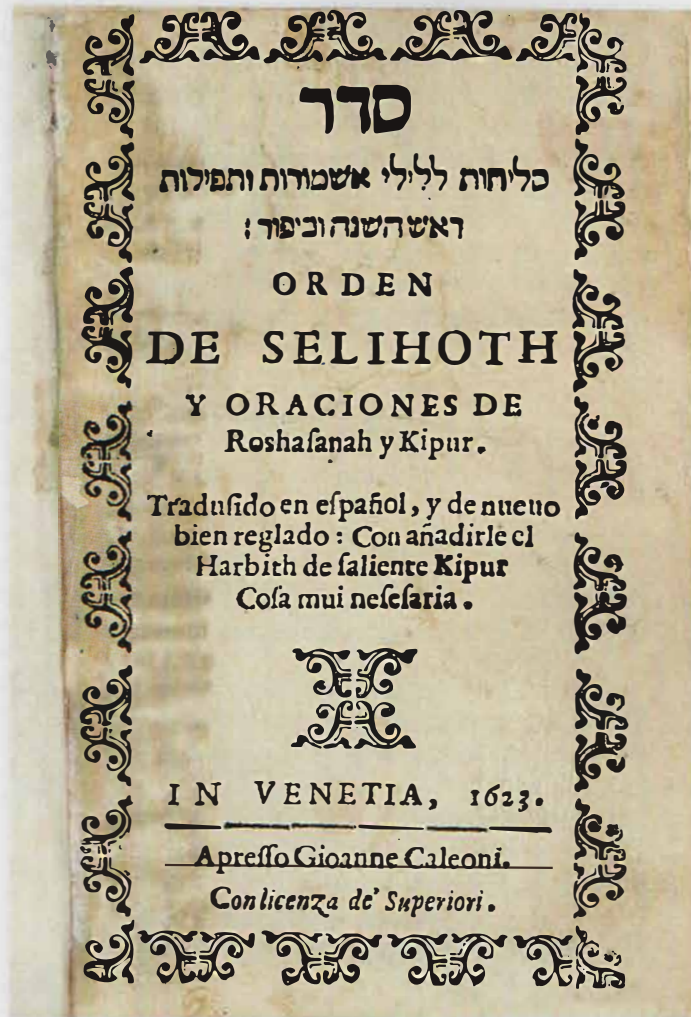 סדר
סליחות ללילי אשמורות ותפילות
ראש השנה וכיפור :
ORDEN
DE SELIHOTH
Y ORACIONES DE
Roshaſanah y Kipur.
Traduſido en eſpañol, y de nueuo
bien reglado : Con añadirle el
Harbith de ſaliente Kipur
Coſa mui neſeſaria .
IN VENETIA, 1623.
Apreſſo Gioanne Caleoni.
Con licenza de' Superiori .